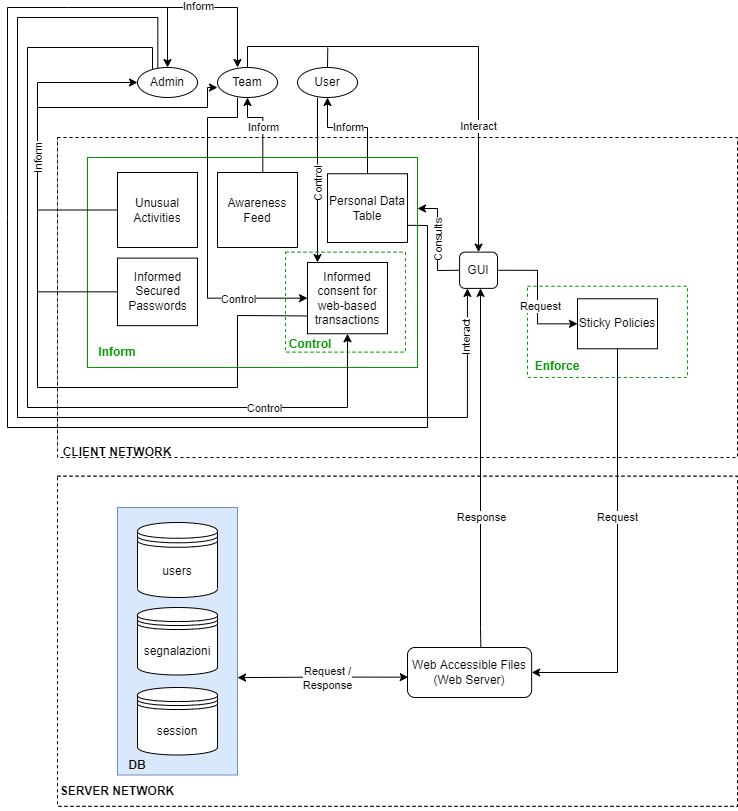 Inform
Admin
Team
User
Inform
Inform
Interact
Inform
Control
Unusual
Activities
Awareness
Feed
Personal Data
Table
Consults
GUI
Informed
Secured
Passwords
Informed
consent for
web-based
transactions
Control
Request
Sticky Policies
Interact
Control
Inform
Enforce
Control
CLIENT NETWORK
Response
Request
users
segnalazioni
Web Accessible Files
(Web Server)
Request /
Response
session
DB
SERVER NETWORK